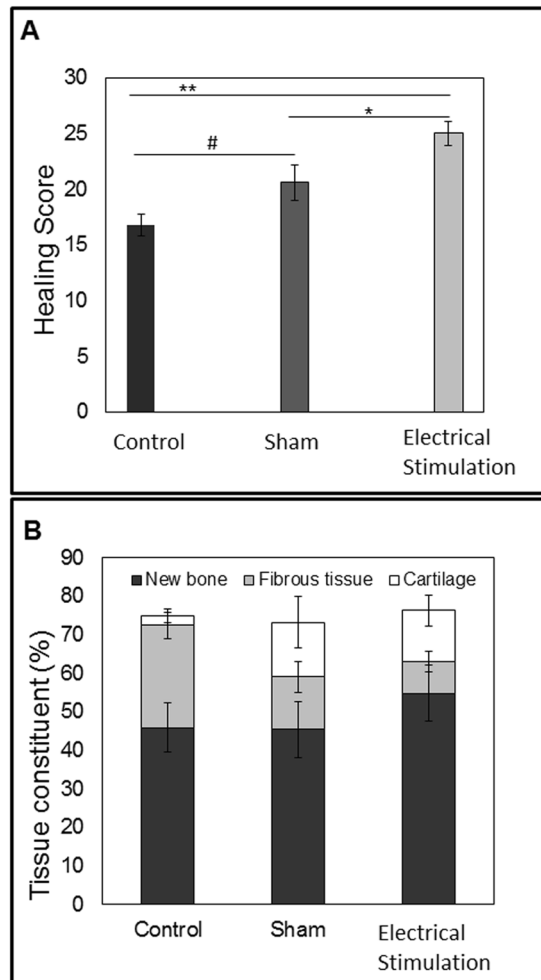 A
30
25
20
15
10
5
0
Healing Score
**
*
#
Control
Sham
Electrical
Stimulation
B
90
80
70
60
50
40
30
20
10
0
Tissue constituent (%)
New bone
Fibrous tissue
Cartilage
Control
Sham
Electrical
Stimulation